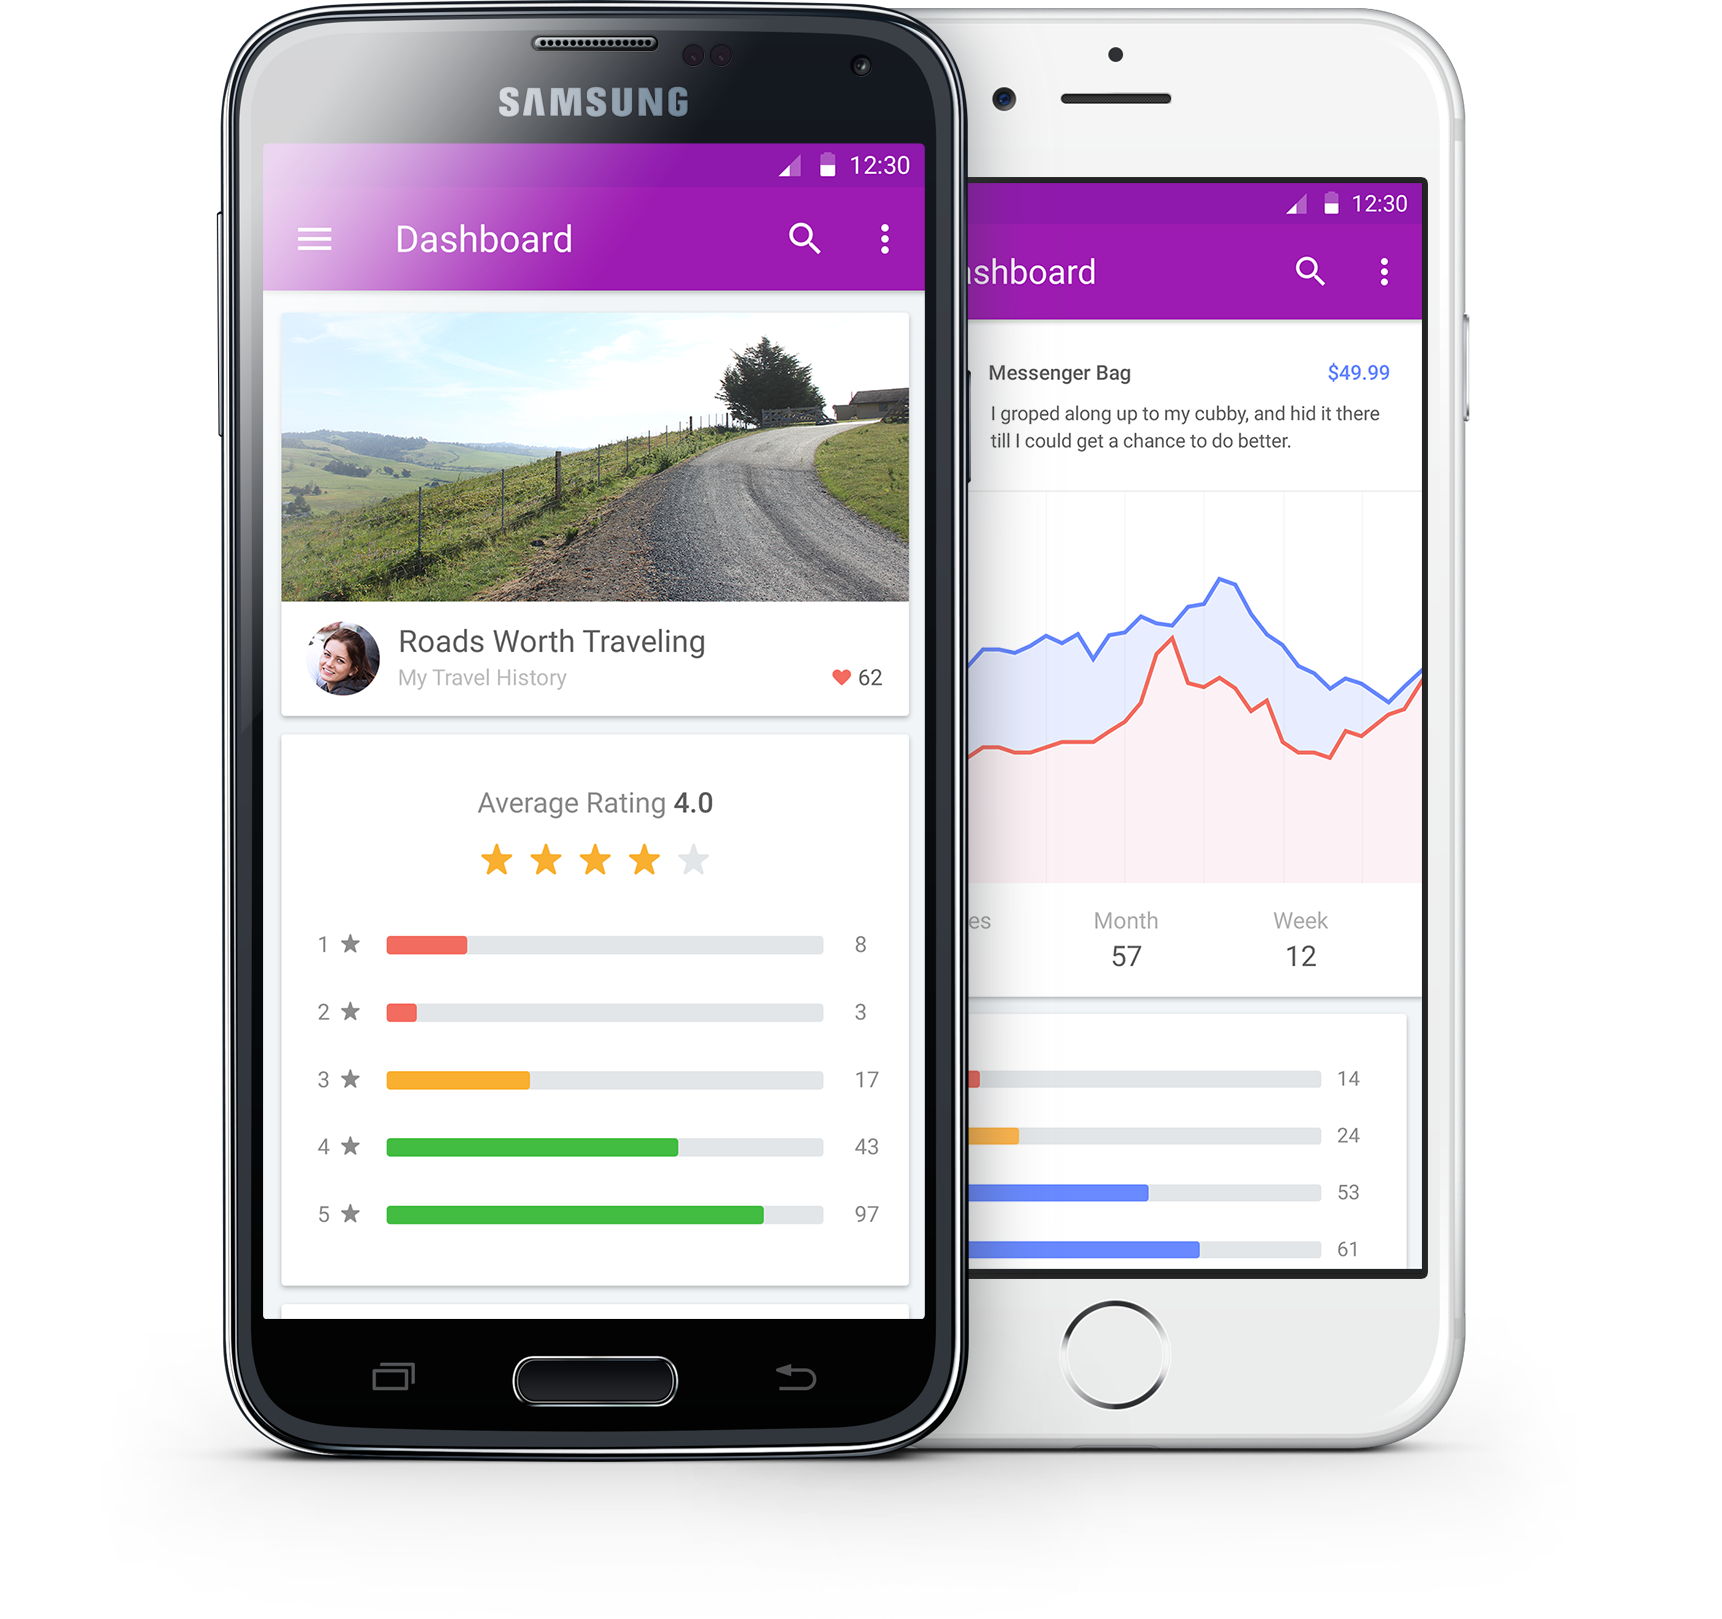 SAMSUNG
12:30
Dashboard
Roads Worth Traveling
My Travel History
62
Average Rating 4.0
1 8
2 3
3 17
4 43
5 97
12:30
ashboard
Messenger Bag $49.99
I groped along up to my cubby, and hid it there
till I could get a chance to do better.
es Month Week
57 12
14
24
53
61